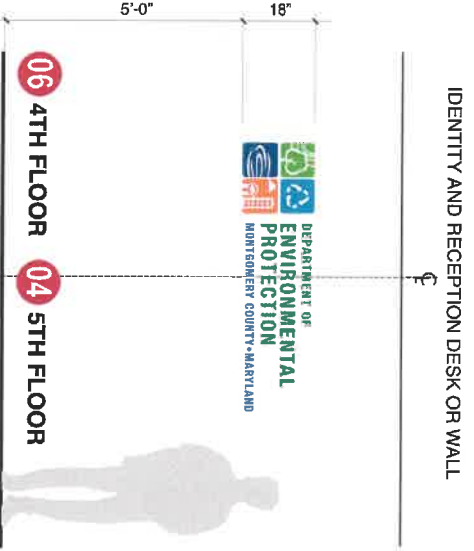 IDENTITY AND RECEPTION DESK OR WALL
℄
18"
5'-0"
DEPARTMENT OF
ENVIRONMENTAL
PROTECTION
MONTGOMERY COUNTY•MARYLAND
06 4TH FLOOR 04 5TH FLOOR